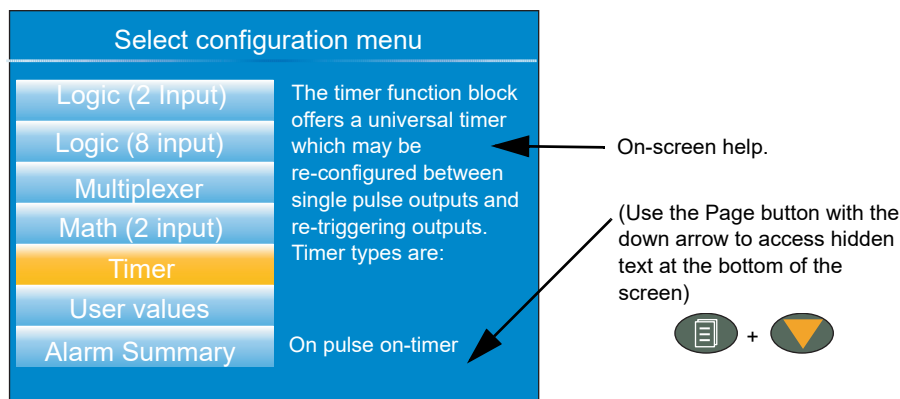 Select configuration menu
Logic (2 Input)
Logic (8 input)
Multiplexer
Math (2 input)
Timer
User values
Alarm Summary
The timer function block
offers a universal timer
which may be
re-configured between
single pulse outputs and
re-triggering outputs.
Timer types are:
On pulse on-timer
On-screen help.
(Use the Page button with the
down arrow to access hidden
text at the bottom of the
screen)
+